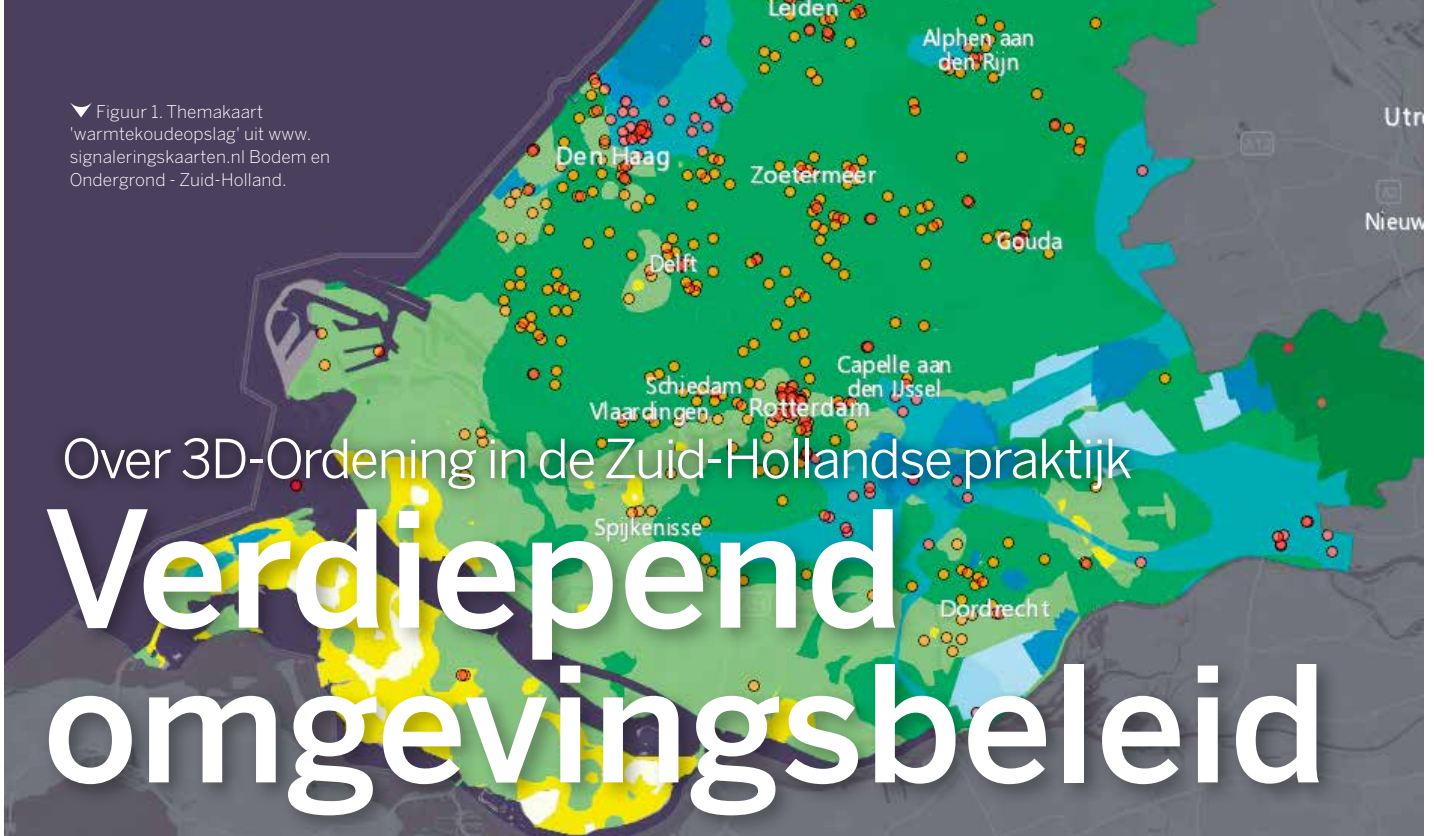 Leiden
Alphen aan
den Rijn
Figuur 1. Themakaart
'warmtekoudeopslag' uit www.
signaleringskaarten.nl Bodem en
Ondergrond - Zuid-Holland.
A12
Den Haag
Zoetermeer
A2
Gouda
Delft
Capelle aan
den IJssel
Schiedam
Vlaardingen
Rotterdam
Over 3D-Ordening in de Zuid-Hollandse praktijk
Spijkenisse
Verdiepend
Dordrecht
omgevingsbeleid